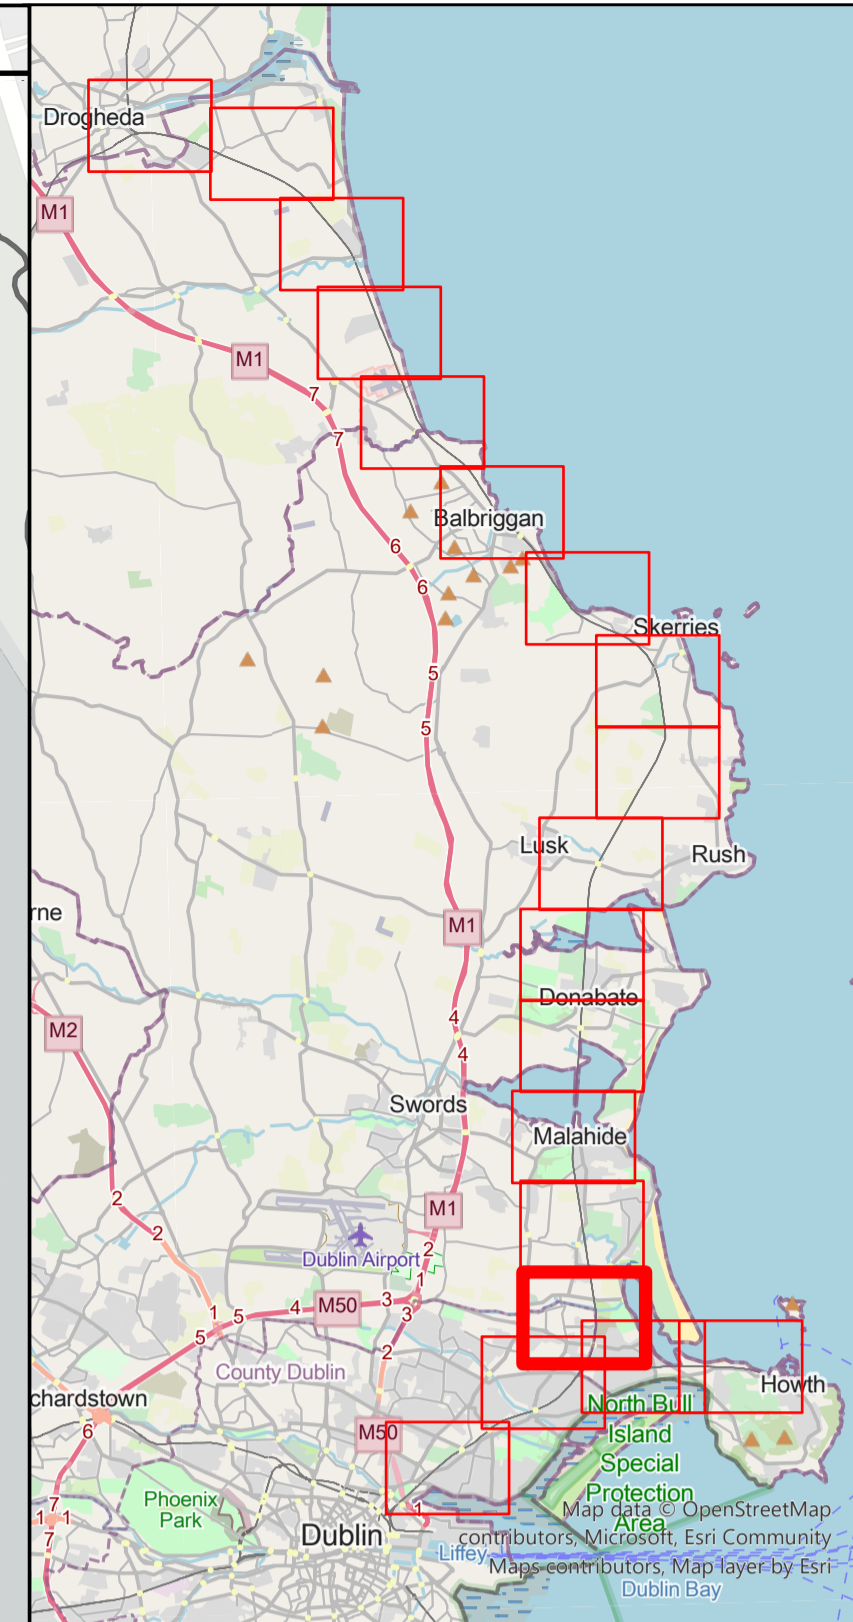 Drogheda
M1
M1
7
7
Balbriggan
6
6
Skerries
5
5
Lusk
Rush
rne
M1
Donabate
M2
4
4
Swords
Malahide
2
M1
2
Dublin Airport
2
1
M50
3
4
5
1
3
5
2
County Dublin
chardstown
Howth
North Bull
Island
Special
Protection
Area
6
M50
Phoenix
Park
7
1
1
7
1
Dublin
Liffey
Map data © OpenStreetMap
contributors, Microsoft, Esri Community
Maps contributors, Map layer by Esri
Dublin Bay